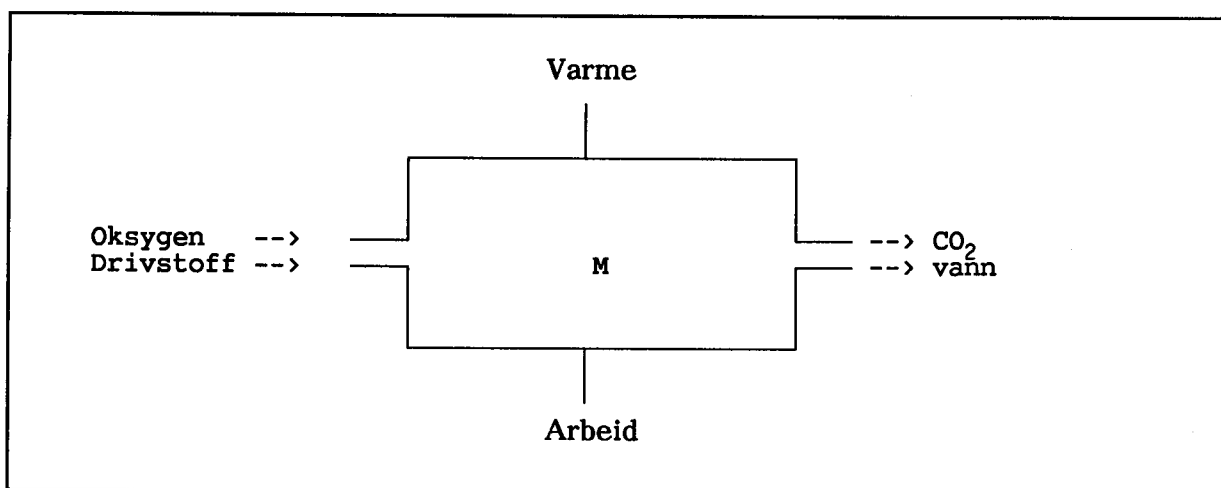 Varme
Oksygen --> --> CO₂
Drivstoff --> M --> vann
Arbeid